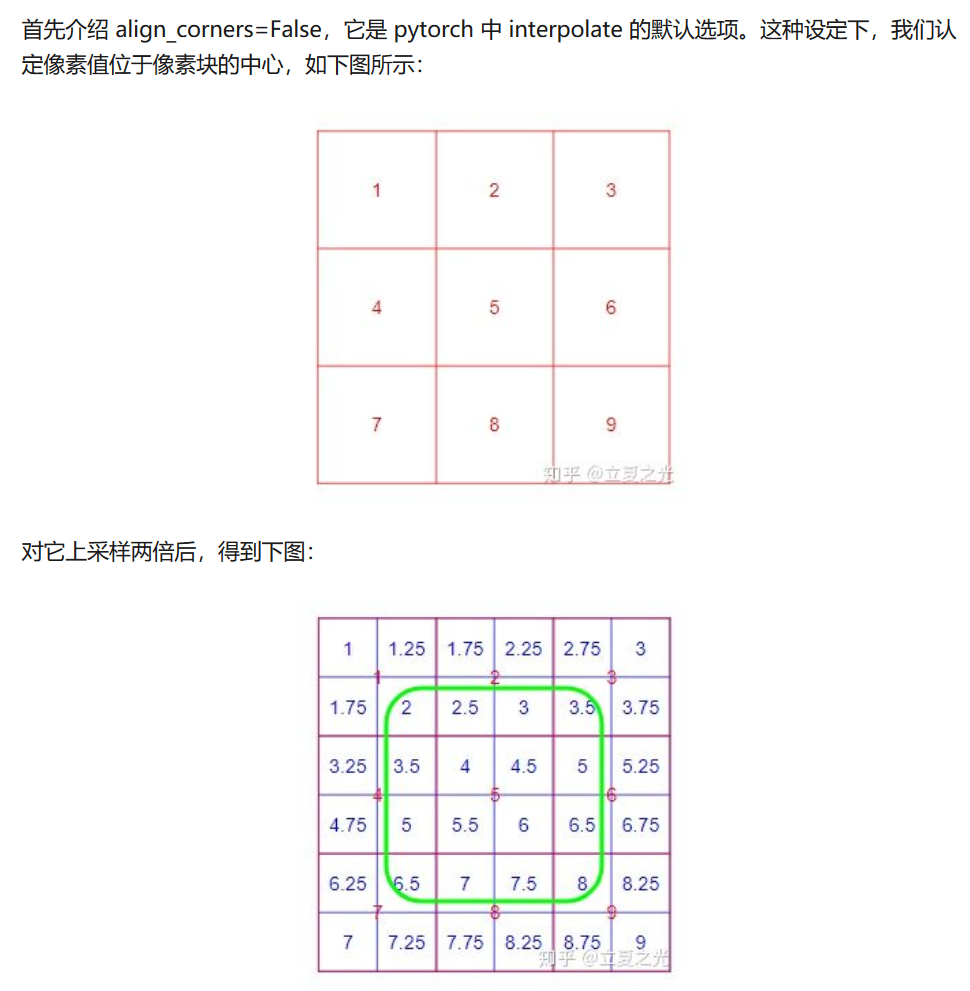 首先介绍 align_corners=False，它是 pytorch 中 interpolate 的默认选项。这种设定下，我们认
定像素值位于像素块的中心，如下图所示：
1 2 3
4 5 6
7 8 9
知乎 @立夏之光
对它上采样两倍后，得到下图：
1 1.25 1.75 2.25 2.75 3
1 2 3
1.75 2 2.5 3 3.5 3.75
3.25 3.5 4 4.5 5 5.25
4 5 6
4.75 5 5.5 6 6.5 6.75
6.25 6.5 7 7.5 8 8.25
7 8 9
7 7.25 7.75 8.25 8.75 9
知乎 @立夏之光